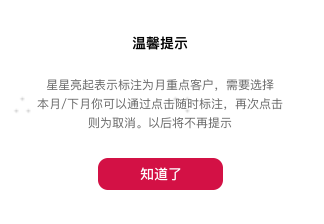 温馨提示
星星亮起表示标注为月重点客户，需要选择
本月/下月你可以通过点击随时标注，再次点击
则为取消。以后将不再提示
知道了